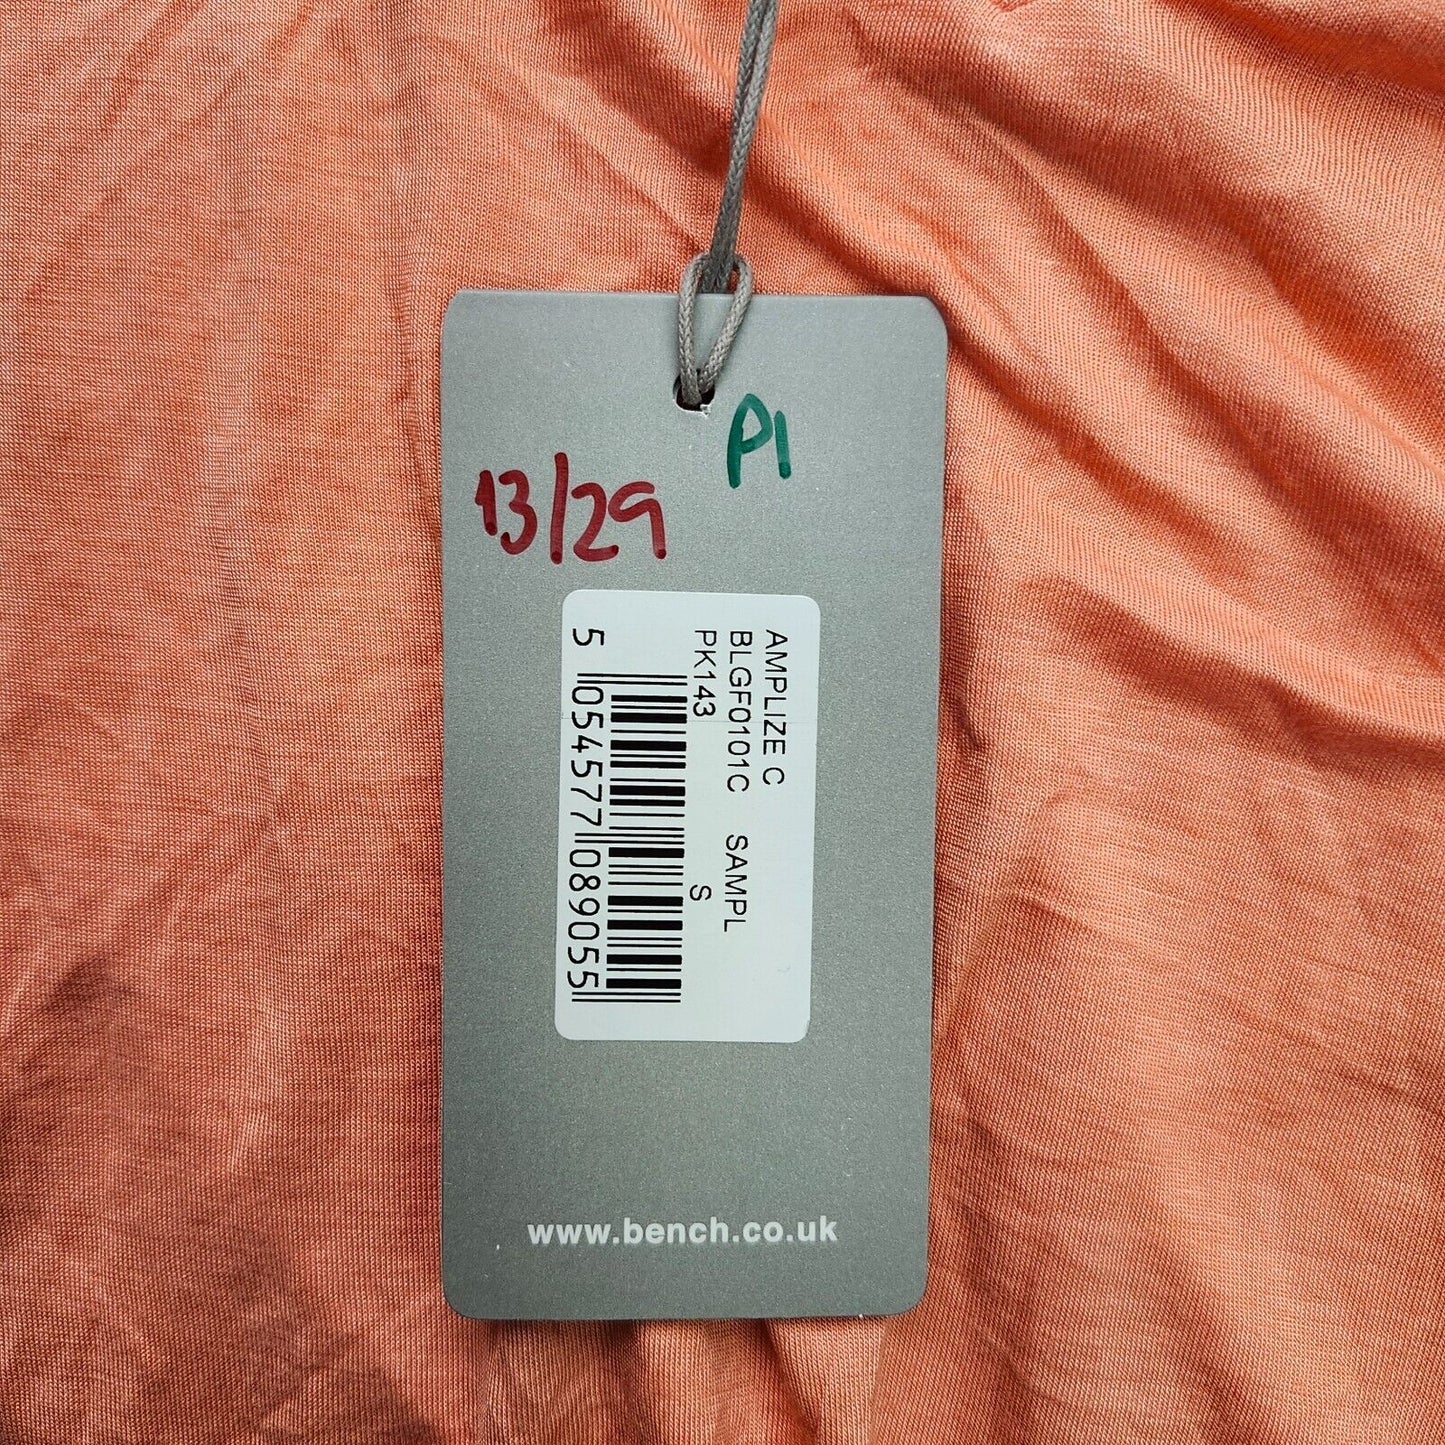 P1
13/29
AMPLIZE C
BLGF0101C SAMPL
PK143 S
5 054577 089055
www.bench.co.uk